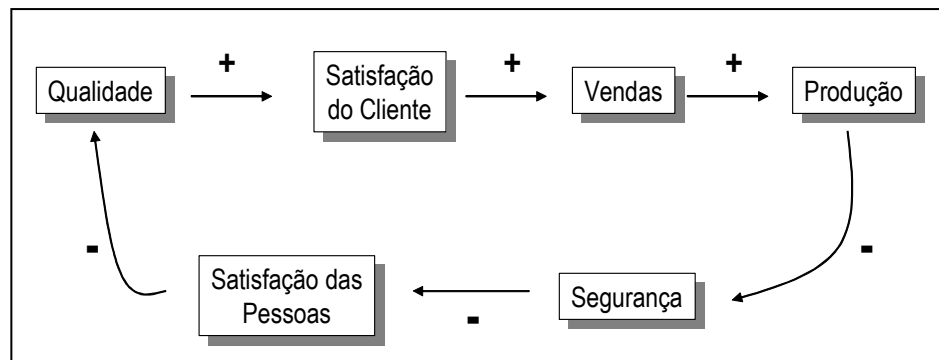 +
+
+
Qualidade
Satisfação
do Cliente
Vendas
Produção
-
-
Satisfação das
Pessoas
Segurança
-